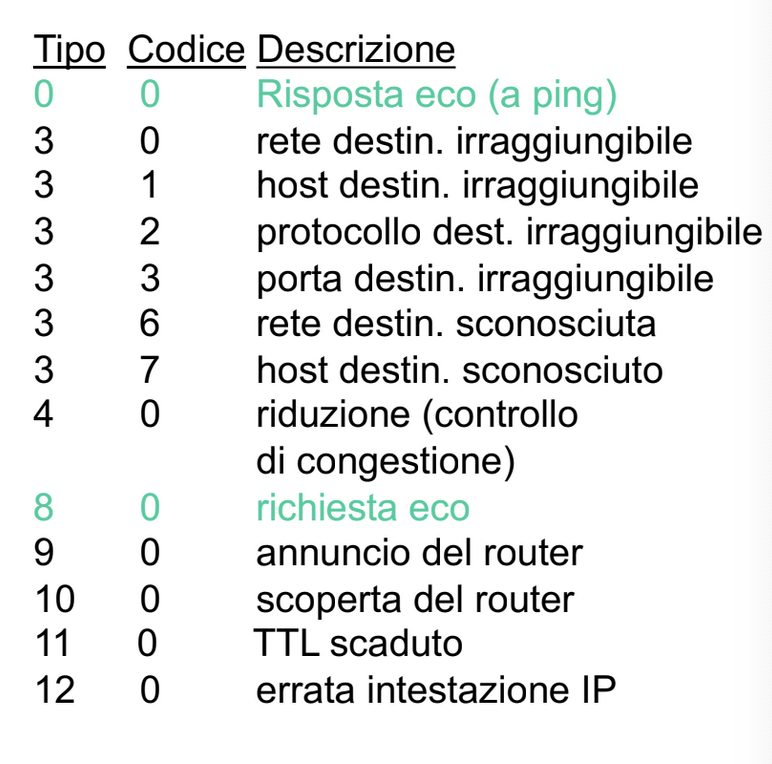 Tipo Codice Descrizione
0 0 Risposta eco (a ping)
3 0 rete destin. irraggiungibile
3 1 host destin. irraggiungibile
3 2 protocollo dest. irraggiungibile
3 3 porta destin. irraggiungibile
3 6 rete destin. sconosciuta
3 7 host destin. sconosciuto
4 0 riduzione (controllo
di congestione)
8 0 richiesta eco
9 0 annuncio del router
10 0 scoperta del router
11 0 TTL scaduto
12 0 errata intestazione IP